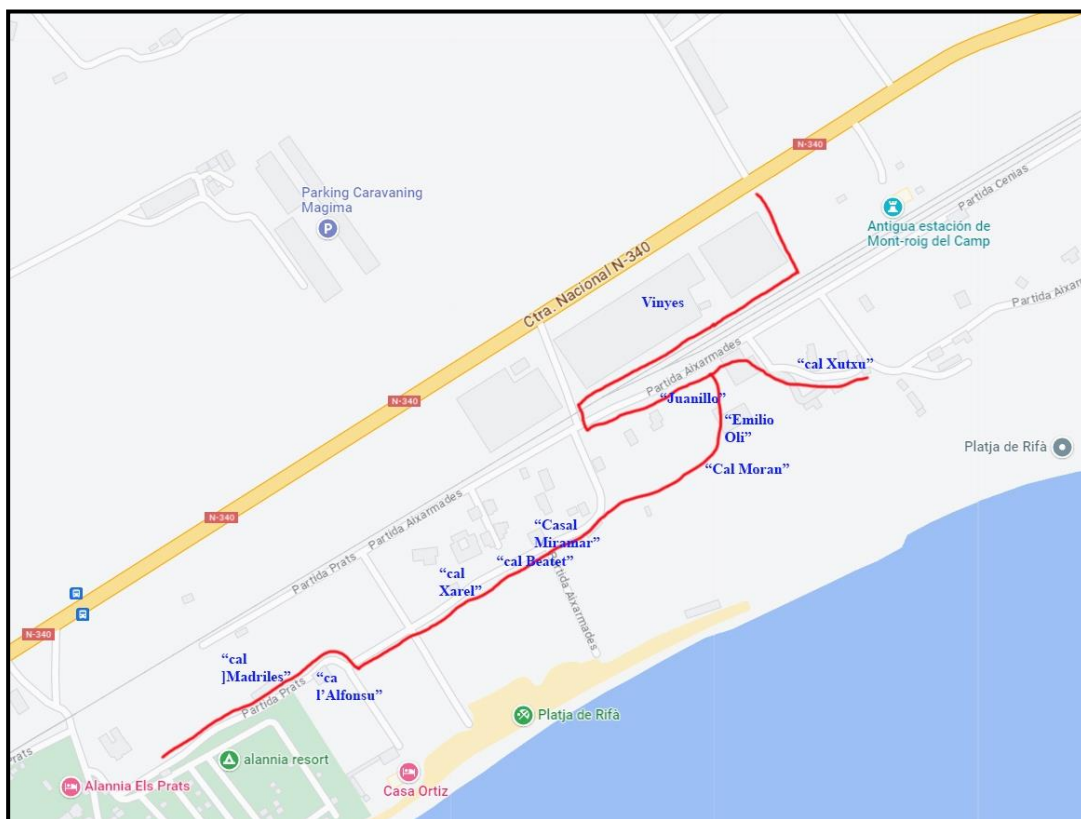 N-340
Partida Cenias
Parking Caravaning
Magima
P
Antigua estación de
Mont-roig del Camp
Ctra. Nacional N-340
Vinyes
Partida Aixarmades
Partida Aixarmades
“cal Xutxu”
N-340
“Juanillo”
“Emilio
Oli”
Platja de Rifà
“Cal Moran”
Partida Aixarmades
N-340
“Casal
Miramar”
“cal Beatet”
Partida Aixarmades
“cal
Xarel”
Partida Prats
N-340
“cal
]Madriles”
“ca
l’Alfonsu”
Partida Prats
Platja de Rifà
Prats
alannia resort
Alannia Els Prats
Casa Ortiz